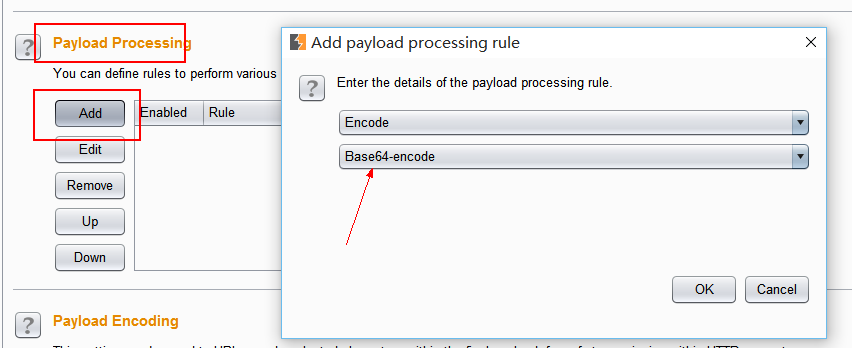 Payload Processing
You can define rules to perform various
Add
Enabled Rule
Edit
Remove
Up
Down
Add payload processing rule
Enter the details of the payload processing rule.
Encode
Base64-encode
OK Cancel
Payload Encoding